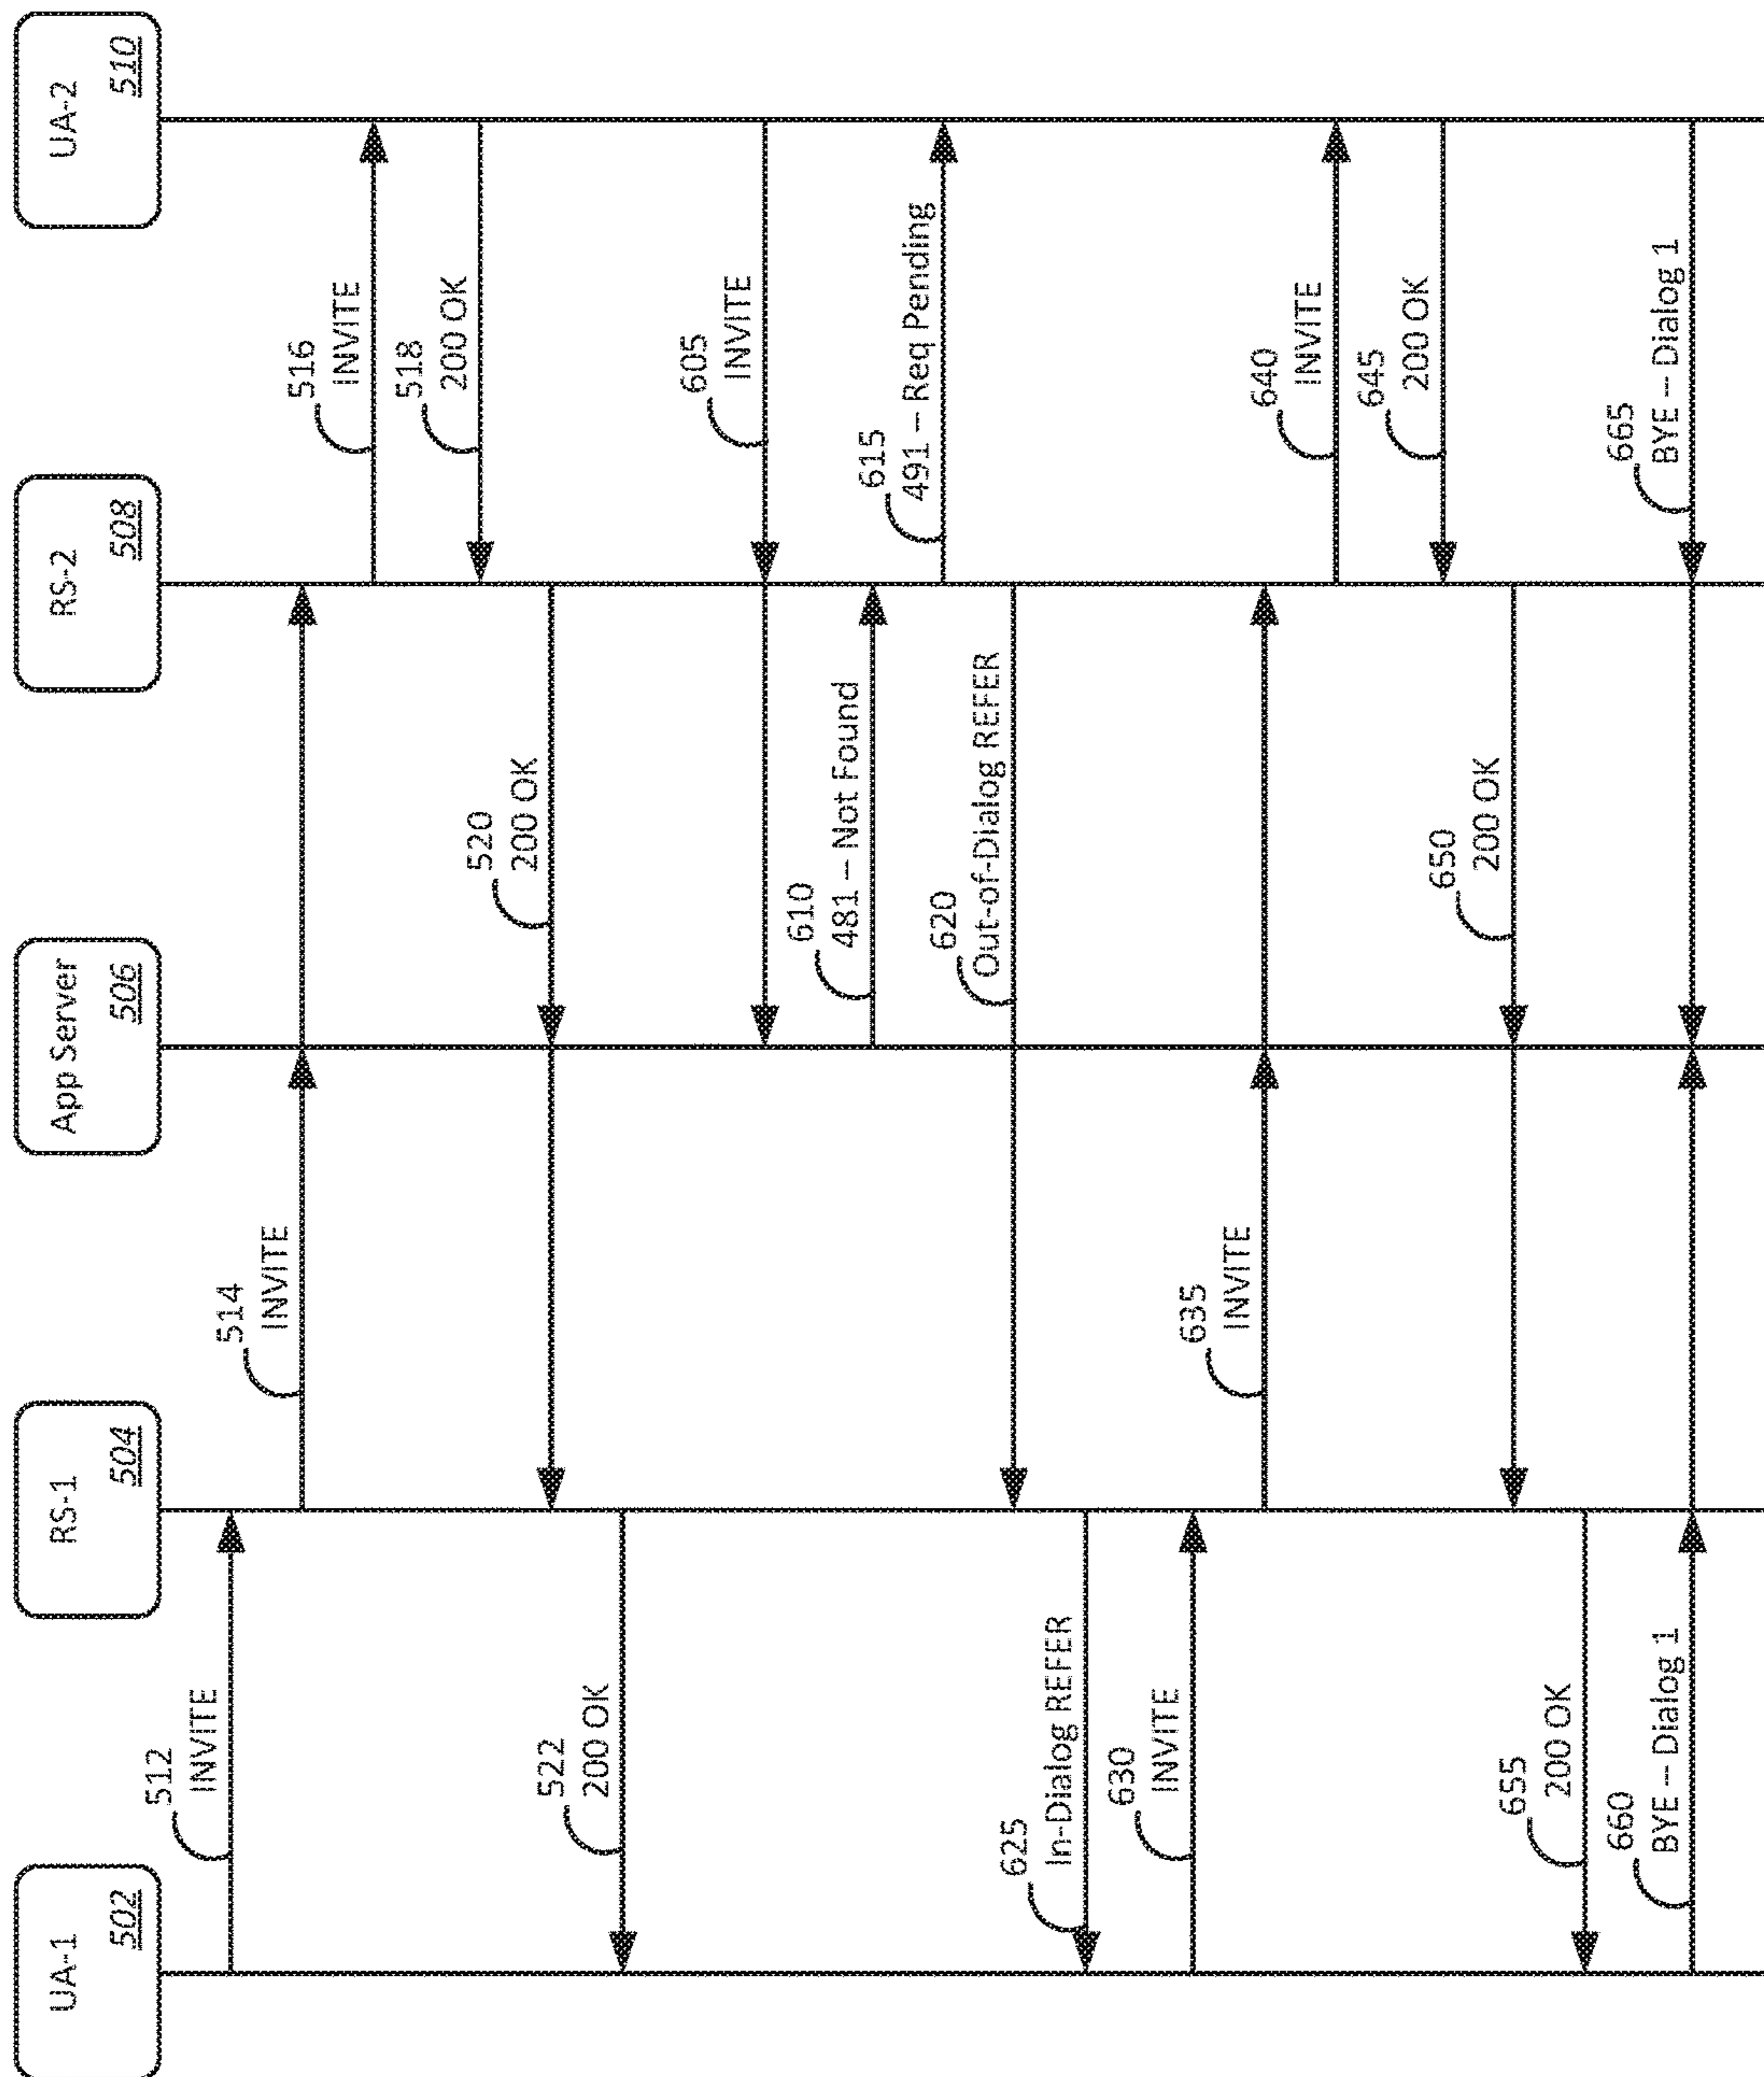 UA-1
502
RS-1
504
App Server
506
RS-2
508
UA-2
510
512
INVITE
514
INVITE
516
INVITE
518
200 OK
520
200 OK
522
200 OK
605
INVITE
610
481 – Not Found
615
491 – Req Pending
620
Out-of-Dialog REFER
625
In-Dialog REFER
630
INVITE
635
INVITE
640
INVITE
645
200 OK
650
200 OK
655
200 OK
660
BYE -- Dialog 1
665
BYE -- Dialog 1